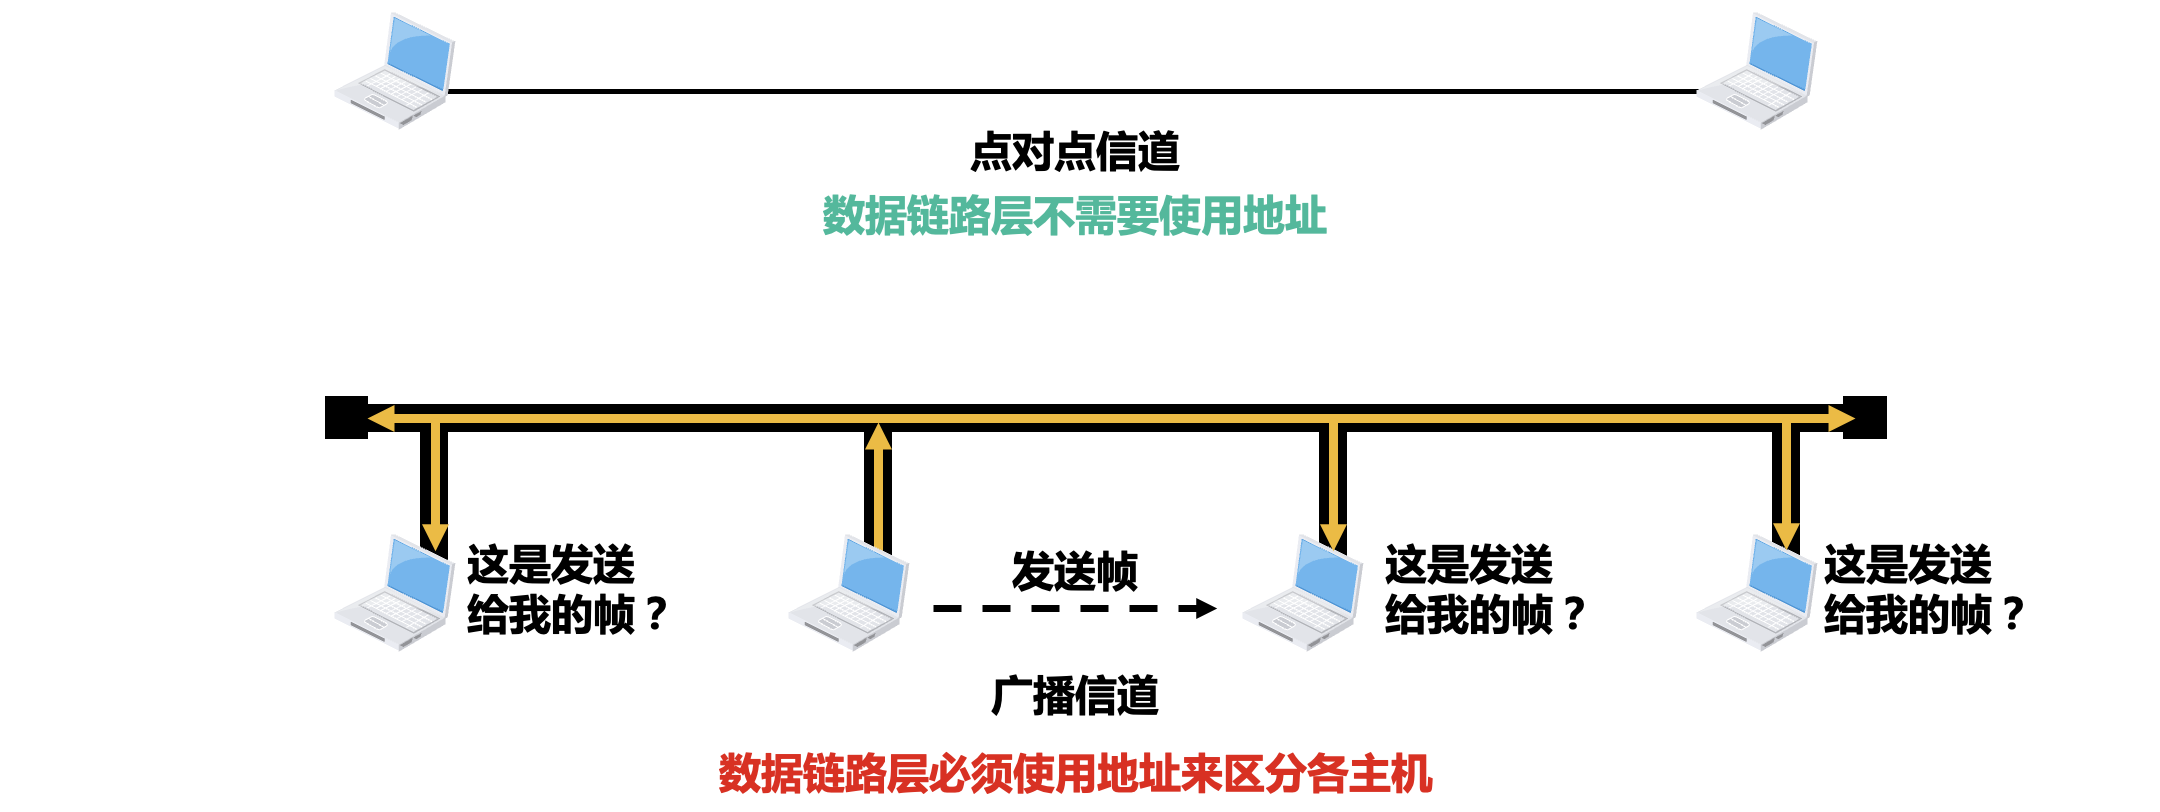 点对点信道
数据链路层不需要使用地址
这是发送
给我的帧？
发送帧
这是发送
给我的帧？
这是发送
给我的帧？
广播信道
数据链路层必须使用地址来区分各主机